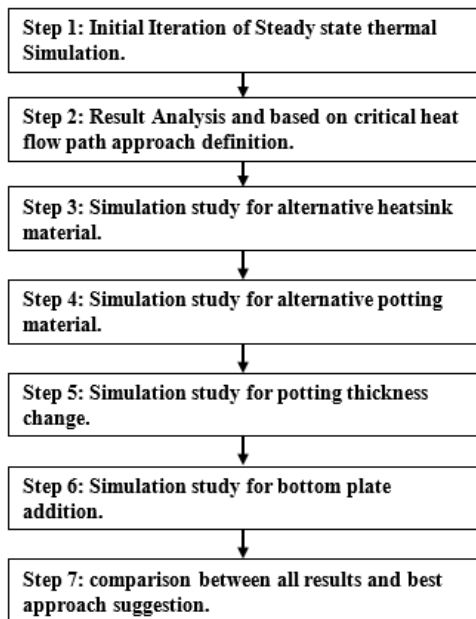 Step 1: Initial Iteration of Steady state thermal
Simulation.
Step 2: Result Analysis and based on critical heat
flow path approach definition.
Step 3: Simulation study for alternative heatsink
material.
Step 4: Simulation study for alternative potting
material.
Step 5: Simulation study for potting thickness
change.
Step 6: Simulation study for bottom plate
addition.
Step 7: comparison between all results and best
approach suggestion.